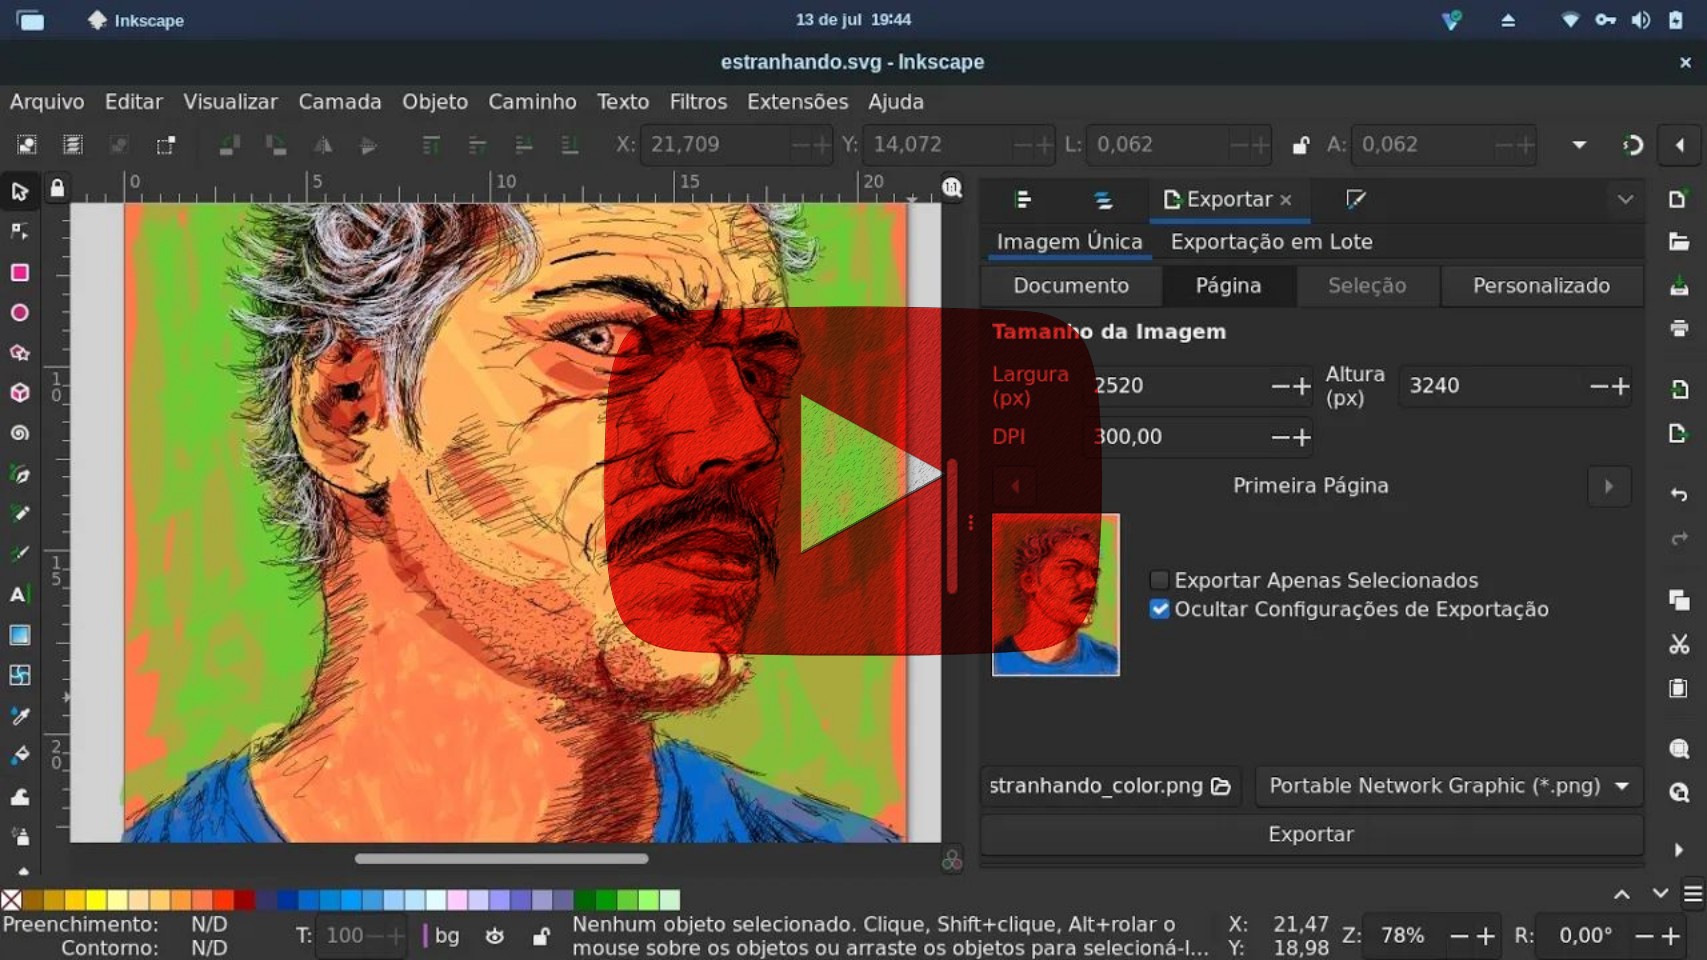 Inkscape
13 de jul 19:44
estranhando.svg - Inkscape
Arquivo Editar Visualizar Camada Objeto Caminho Texto Filtros Extensões Ajuda
X: 21,709 Y: 14,072 L: 0,062 A: 0,062
0 5 10 15 20
1:1
Exportar
Imagem Única Exportação em Lote
Documento Página Seleção Personalizado
Tamanho da Imagem
Largura (px) 2520 Altura (px) 3240
DPI 300,00
Primeira Página
10
15
20
Exportar Apenas Selecionados
Ocultar Configurações de Exportação
stranhando_color.png Portable Network Graphic (*.png)
Exportar
Preenchimento: N/D
Contorno: N/D
T: 100 bg
Nenhum objeto selecionado. Clique, Shift+clique, Alt+rolar o
mouse sobre os objetos ou arraste os objetos para selecioná-l...
X: 21,47
Y: 18,98
Z: 78% R: 0,00°